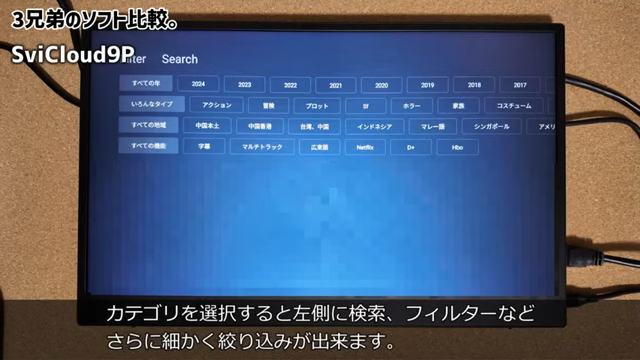 3兄弟のソフト比較。
SviCloud9P
lter Search
すべての年 2024 2023 2022 2021 2020 2019 2018 2017
いろんなタイプ アクション 冒険 プロット SF ホラー 家族 コスチューム
すべての地域 中国本土 中国香港 台湾、中国 インドネシア マレー語 シンガポール アメリ
すべての機能 字幕 マルチトラック 広東語 Netflix D+ Hbo
カテゴリを選択すると左側に検索、フィルターなど
さらに細かく絞り込みが出来ます。